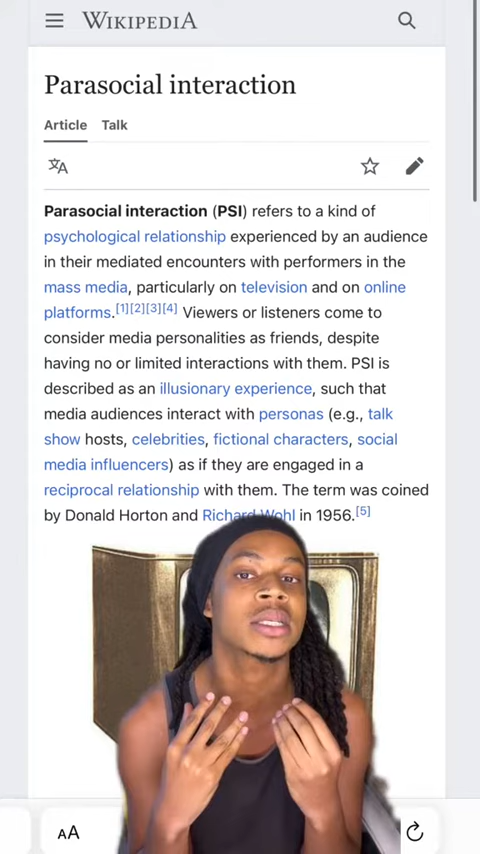 WIKIPEDIA
Parasocial interaction
Article Talk
Parasocial interaction (PSI) refers to a kind of
psychological relationship experienced by an audience
in their mediated encounters with performers in the
mass media, particularly on television and on online
platforms.[1][2][3][4] Viewers or listeners come to
consider media personalities as friends, despite
having no or limited interactions with them. PSI is
described as an illusionary experience, such that
media audiences interact with personas (e.g., talk
show hosts, celebrities, fictional characters, social
media influencers) as if they are engaged in a
reciprocal relationship with them. The term was coined
by Donald Horton and Richard Wohl in 1956.[5]
AA